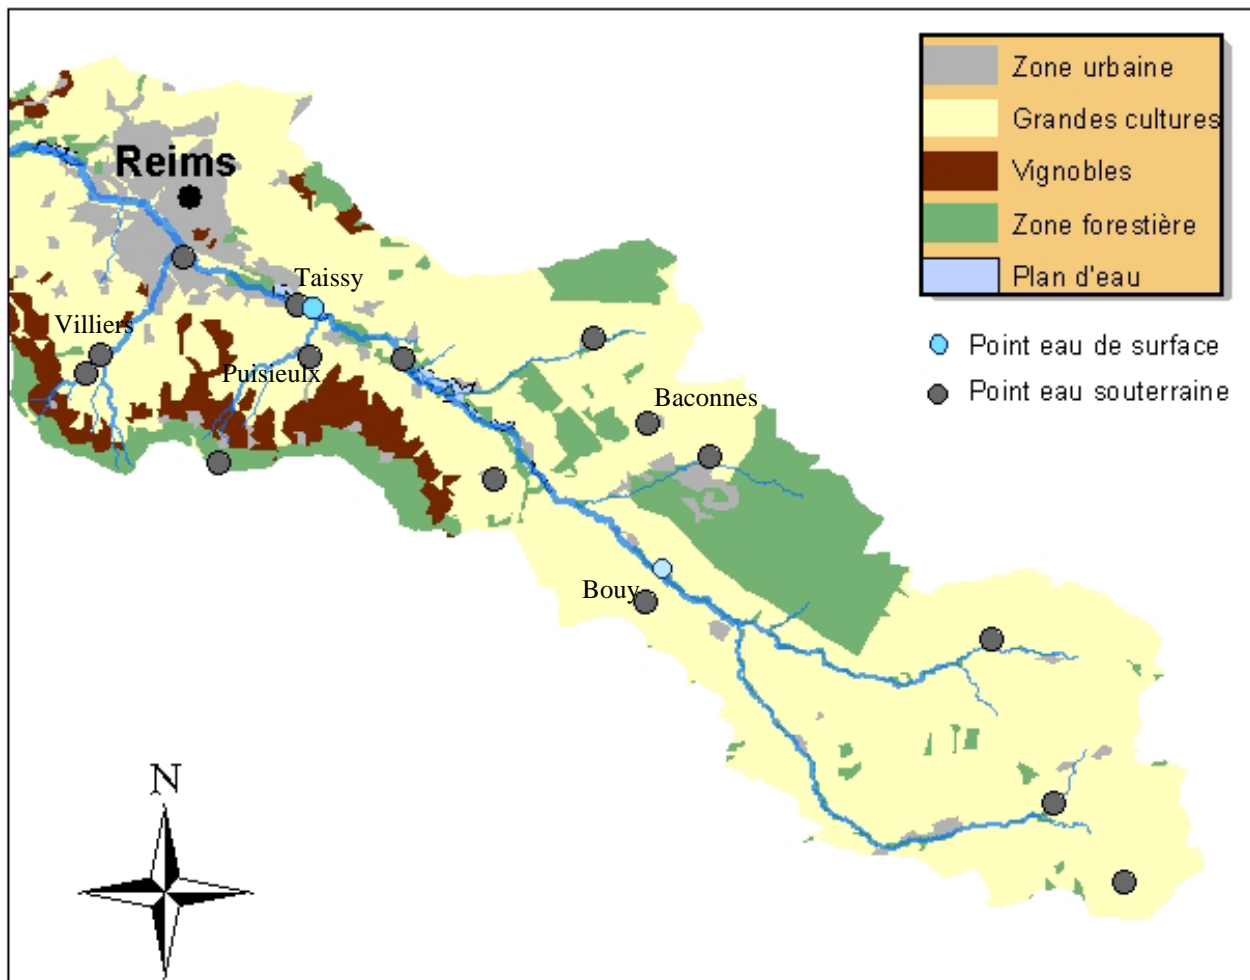 Zone urbaine
Grandes cultures
Vignobles
Zone forestière
Plan d'eau
Point eau de surface
Point eau souterraine
Reims
Taissy
Villiers
Puisieulx
Baconnes
Bouy
N